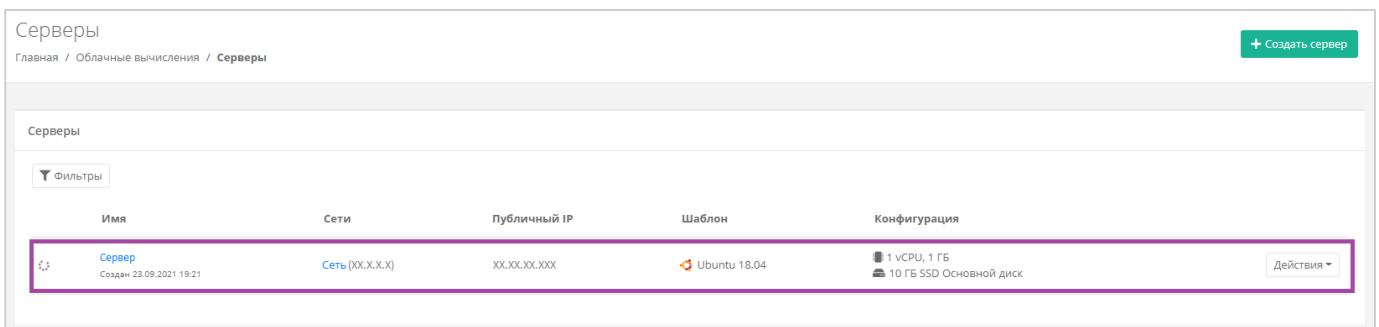 Серверы
Главная / Облачные вычисления / Серверы
+ Создать сервер
Серверы
Фильтры
Имя Сети Публичный IP Шаблон Конфигурация
Сервер Сеть (XX.X.X.X) XX.XX.XX.XXX Ubuntu 18.04 1 vCPU, 1 ГБ Действия
Создан 23.09.2021 19:21 10 ГБ SSD Основной диск